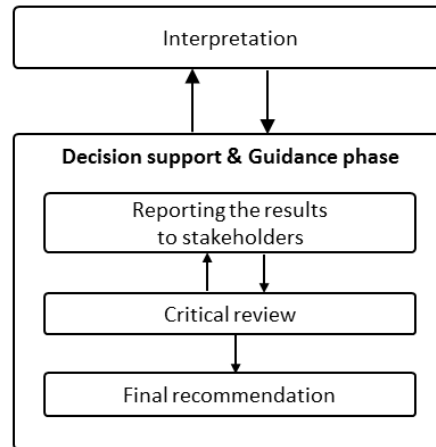 Interpretation
Decision support & Guidance phase
Reporting the results
to stakeholders
Critical review
Final recommendation